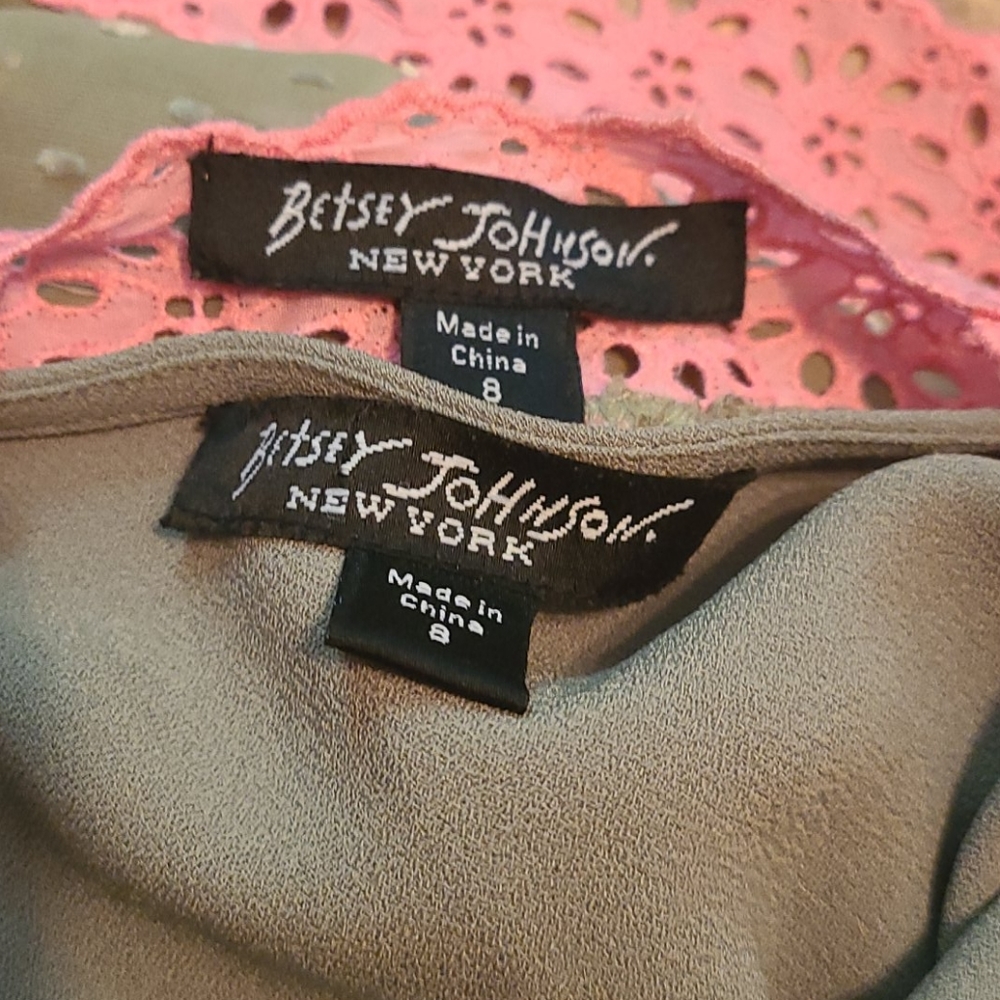 BEtSEY JOHNSON.
NEW YORK
Made in
China
8
BEtSEY JOHNSON.
NEW YORK
Made in
China
8